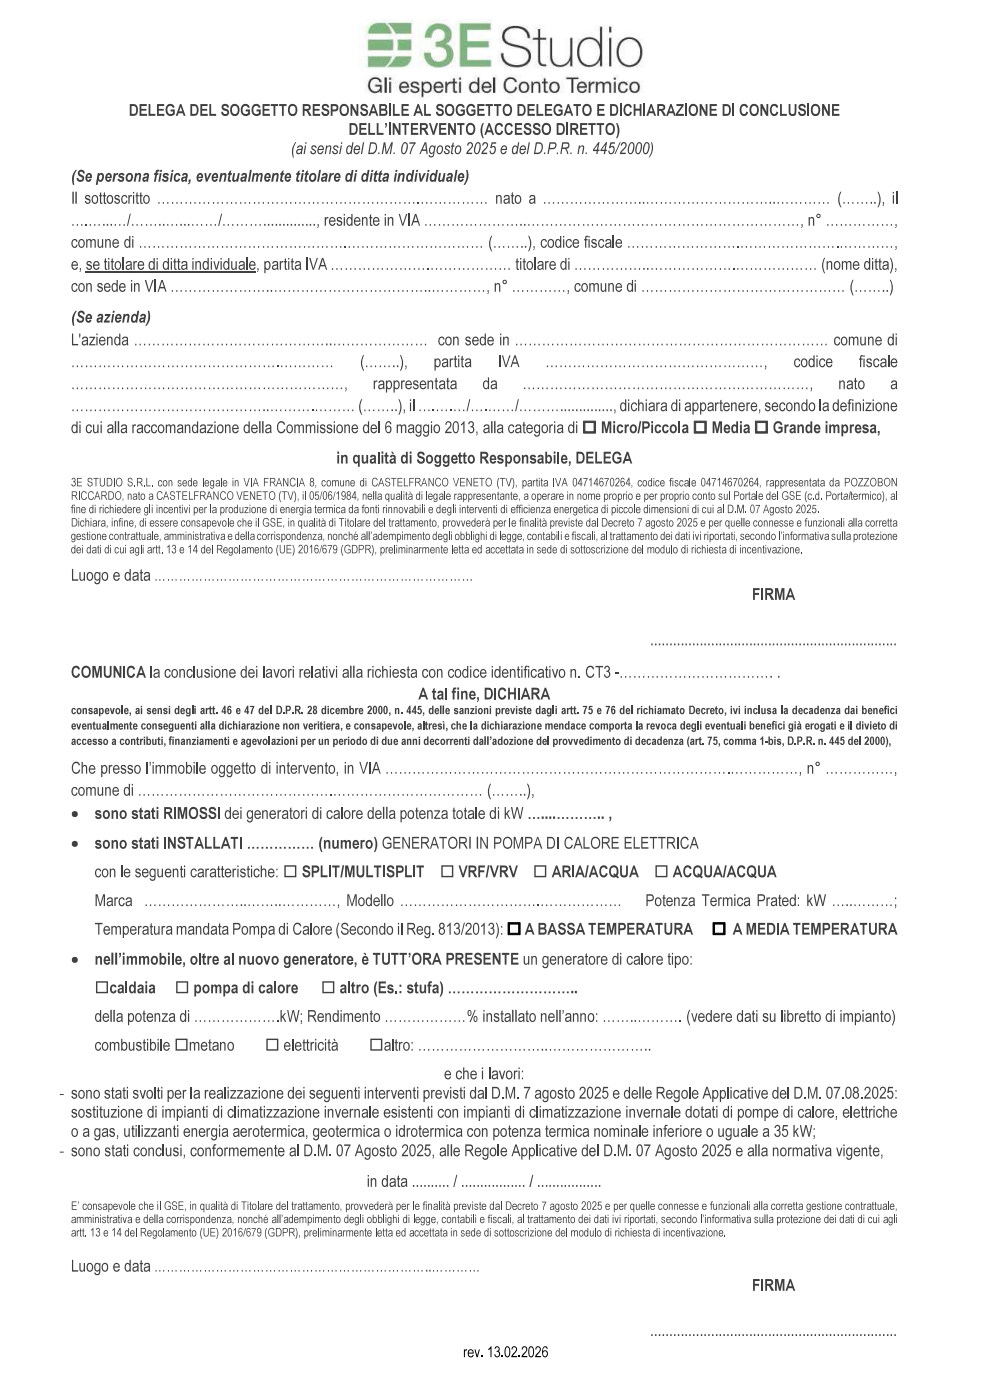 3E Studio
Gli esperti del Conto Termico
DELEGA DEL SOGGETTO RESPONSABILE AL SOGGETTO DELEGATO E DICHIARAZIONE DI CONCLUSIONE
DELL'INTERVENTO (ACCESSO DIRETTO)
(ai sensi del D.M. 07 Agosto 2025 e del D.P.R. n. 445/2000)
(Se persona fisica, eventualmente titolare di ditta individuale)
Il sottoscritto ……………………………………………………… nato a ……………………………………………… (……..), il
………/………………/…………............., residente in VIA ……………………………………………………………, n° …………,
comune di ………………………………………………………… (……..), codice fiscale ……………………………………………,
e, se titolare di ditta individuale, partita IVA …………………………… titolare di ……………………………………… (nome ditta),
con sede in VIA ……………………………………………………, n° …………, comune di ………………………………… (……..)
(Se azienda)
L'azienda ……………………………………………… con sede in …………………………………………………… comune di
………………………………………… (……..), partita IVA …………………………………, codice fiscale
……………………………………………, rappresentata da ………………………………………………, nato a
……………………………………………… (……..), il ………/………/…………............., dichiara di appartenere, secondo la definizione
di cui alla raccomandazione della Commissione del 6 maggio 2013, alla categoria di ☐ Micro/Piccola ☐ Media ☐ Grande impresa,
in qualità di Soggetto Responsabile, DELEGA
3E STUDIO S.R.L. con sede legale in VIA FRANCIA 8, comune di CASTELFRANCO VENETO (TV), partita IVA 04714670264, codice fiscale 04714670264, rappresentata da POZZOBON
RICCARDO, nato a CASTELFRANCO VENETO (TV), il 05/06/1984, nella qualità di legale rappresentante, a operare in nome proprio e per proprio conto sul Portale del GSE (c.d. Portaltermico), al
fine di richiedere gli incentivi per la produzione di energia termica da fonti rinnovabili e degli interventi di efficienza energetica di piccole dimensioni di cui al D.M. 07 Agosto 2025.
Dichiara, infine, di essere consapevole che il GSE, in qualità di Titolare del trattamento, provvederà per le finalità previste dal Decreto 7 agosto 2025 e per quelle connesse e funzionali alla corretta
gestione contrattuale, amministrativa e della corrispondenza, nonché all'adempimento degli obblighi di legge, contabili e fiscali, al trattamento dei dati ivi riportati, secondo l'informativa sulla protezione
dei dati di cui agli artt. 13 e 14 del Regolamento (UE) 2016/679 (GDPR), preliminarmente letta ed accettata in sede di sottoscrizione del modulo di richiesta di incentivazione.
Luogo e data ……………………………………………………………
FIRMA
................................................................
COMUNICA la conclusione dei lavori relativi alla richiesta con codice identificativo n. CT3 -…………………………… .
A tal fine, DICHIARA
consapevole, ai sensi degli artt. 46 e 47 del D.P.R. 28 dicembre 2000, n. 445, delle sanzioni previste dagli artt. 75 e 76 del richiamato Decreto, ivi inclusa la decadenza dai benefici
eventualmente conseguenti alla dichiarazione non veritiera, e consapevole, altresì, che la dichiarazione mendace comporta la revoca degli eventuali benefici già erogati e il divieto di
accesso a contributi, finanziamenti e agevolazioni per un periodo di due anni decorrenti dall'adozione del provvedimento di decadenza (art. 75, comma 1-bis, D.P.R. n. 445 del 2000),
Che presso l'immobile oggetto di intervento, in VIA ……………………………………………………………………, n° …………,
comune di ………………………………………………………… (……..),
• sono stati RIMOSSI dei generatori di calore della potenza totale di kW ….....……….. ,
• sono stati INSTALLATI …………… (numero) GENERATORI IN POMPA DI CALORE ELETTRICA
con le seguenti caratteristiche: ☐ SPLIT/MULTISPLIT ☐ VRF/VRV ☐ ARIA/ACQUA ☐ ACQUA/ACQUA
Marca ………………………………, Modello …………………………………… Potenza Termica Prated: kW …..………;
Temperatura mandata Pompa di Calore (Secondo il Reg. 813/2013): ☐ A BASSA TEMPERATURA ☐ A MEDIA TEMPERATURA
• nell'immobile, oltre al nuovo generatore, è TUTT'ORA PRESENTE un generatore di calore tipo:
☐caldaia ☐ pompa di calore ☐ altro (Es.: stufa) ……………………..
della potenza di …………….kW; Rendimento ……………% installato nell'anno: ……..………. (vedere dati su libretto di impianto)
combustibile ☐metano ☐ elettricità ☐altro: ……………………………………..
e che i lavori:
- sono stati svolti per la realizzazione dei seguenti interventi previsti dal D.M. 7 agosto 2025 e delle Regole Applicative del D.M. 07.08.2025:
sostituzione di impianti di climatizzazione invernale esistenti con impianti di climatizzazione invernale dotati di pompe di calore, elettriche
o a gas, utilizzanti energia aerotermica, geotermica o idrotermica con potenza termica nominale inferiore o uguale a 35 kW;
- sono stati conclusi, conformemente al D.M. 07 Agosto 2025, alle Regole Applicative del D.M. 07 Agosto 2025 e alla normativa vigente,
in data .......... / ................. / .................
E' consapevole che il GSE, in qualità di Titolare del trattamento, provvederà per le finalità previste dal Decreto 7 agosto 2025 e per quelle connesse e funzionali alla corretta gestione contrattuale,
amministrativa e della corrispondenza, nonché all'adempimento degli obblighi di legge, contabili e fiscali, al trattamento dei dati ivi riportati, secondo l'informativa sulla protezione dei dati di cui agli
artt. 13 e 14 del Regolamento (UE) 2016/679 (GDPR), preliminarmente letta ed accettata in sede di sottoscrizione del modulo di richiesta di incentivazione.
Luogo e data ……………………………………………………………
FIRMA
................................................................
rev. 13.02.2026